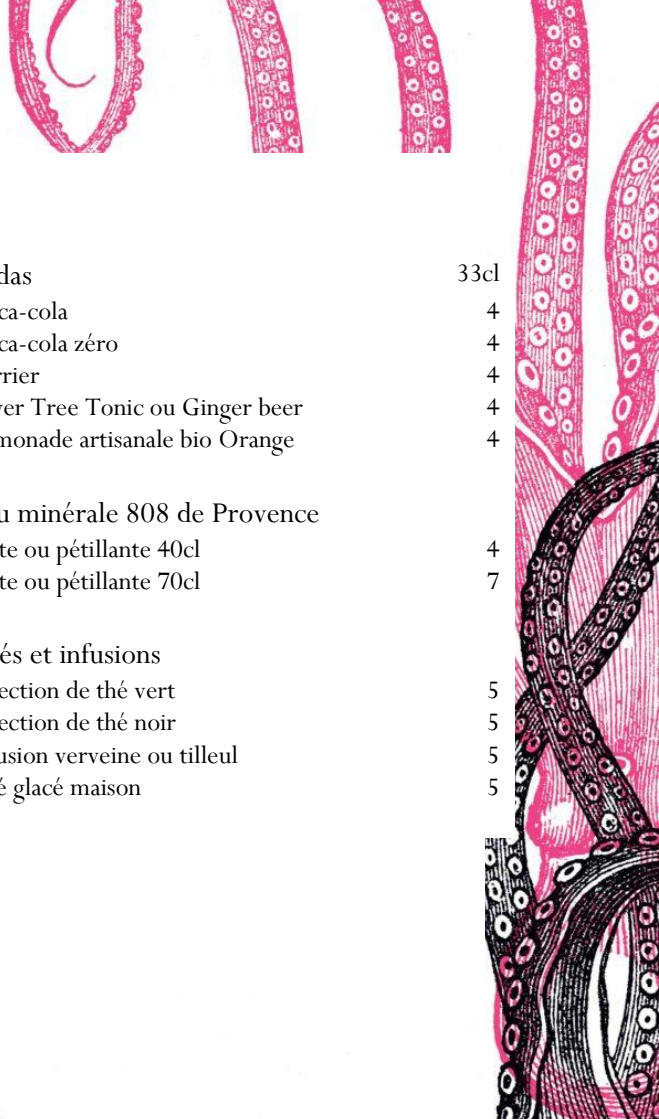 das 33cl
ca-cola 4
ca-cola zéro 4
rrier 4
ver Tree Tonic ou Ginger beer 4
monade artisanale bio Orange 4
u minérale 808 de Provence
te ou pétillante 40cl 4
te ou pétillante 70cl 7
és et infusions
ection de thé vert 5
ection de thé noir 5
usion verveine ou tilleul 5
é glacé maison 5